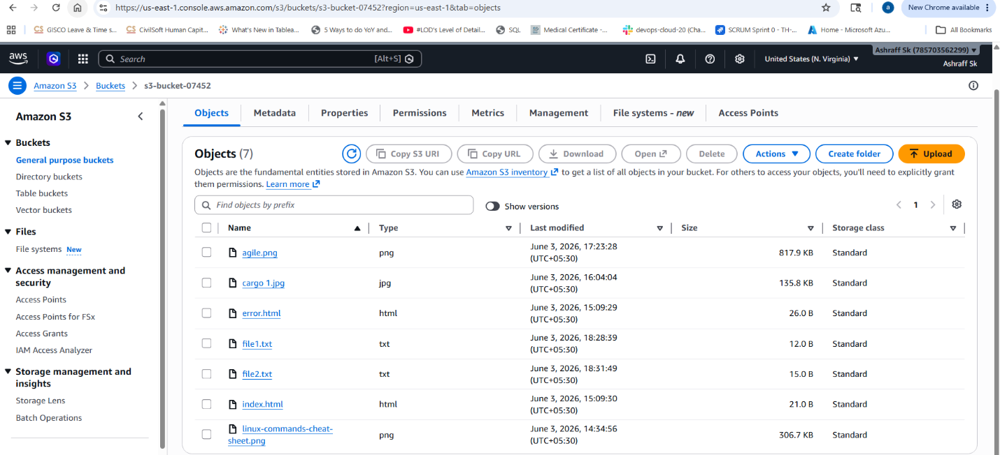 https://us-east-1.console.aws.amazon.com/s3/buckets/s3-bucket-07452?region=us-east-1&tab=objects
a
New Chrome available
GISCO Leave & Time s...
CivilSoft Human Capit...
What's New in Tablea...
5 Ways to do YoY and...
#LOD's Level of Detail...
SQL
Medical Certificate -...
devops-cloud-20 (Cha...
SCRUM Sprint 0 - TH-...
Home - Microsoft Azu...
All Bookmarks
aws
Search
[Alt+S]
United States (N. Virginia)
Ashraff Sk (785703562299)
Ashraff Sk
Amazon S3
Buckets
s3-bucket-07452
Amazon S3
Buckets
General purpose buckets
Directory buckets
Table buckets
Vector buckets
Files
File systems New
Access management and
security
Access Points
Access Points for FSx
Access Grants
IAM Access Analyzer
Storage management and
insights
Storage Lens
Batch Operations
Objects
Metadata
Properties
Permissions
Metrics
Management
File systems - new
Access Points
Objects (7)
Copy S3 URI
Copy URL
Download
Open
Delete
Actions
Create folder
Upload
Objects are the fundamental entities stored in Amazon S3. You can use Amazon S3 inventory to get a list of all objects in your bucket. For others to access your objects, you'll need to explicitly grant
them permissions. Learn more
Find objects by prefix
Show versions
1
Name Type Last modified Size Storage class
agile.png png June 3, 2026, 17:23:28 (UTC+05:30) 817.9 KB Standard
cargo 1.jpg jpg June 3, 2026, 16:04:04 (UTC+05:30) 135.8 KB Standard
error.html html June 3, 2026, 15:09:29 (UTC+05:30) 26.0 B Standard
file1.txt txt June 3, 2026, 18:28:39 (UTC+05:30) 12.0 B Standard
file2.txt txt June 3, 2026, 18:31:49 (UTC+05:30) 15.0 B Standard
index.html html June 3, 2026, 15:09:30 (UTC+05:30) 21.0 B Standard
linux-commands-cheat-sheet.png png June 3, 2026, 14:34:56 (UTC+05:30) 306.7 KB Standard